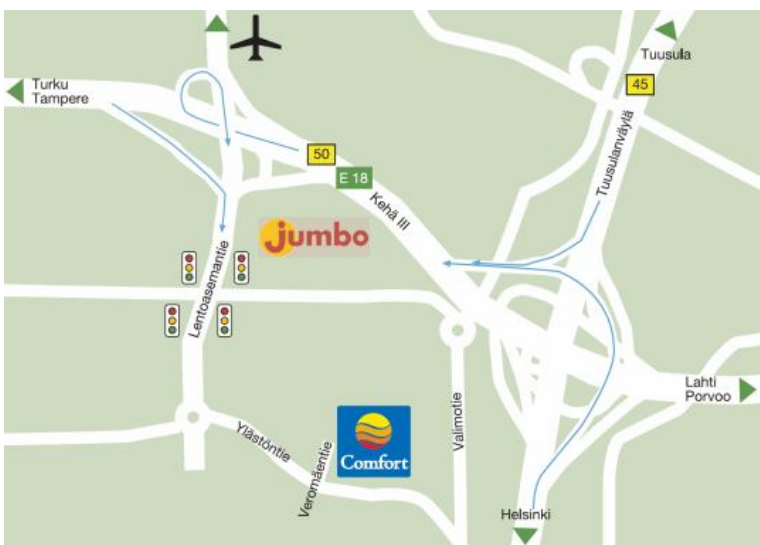 Turku
Tampere
Tuusula
45
50
E 18
Tuusulanväylä
Kehä III
jumbo
Lentoasemantie
Lahti
Porvoo
Valimotie
Ylästöntie
Veromäentie
Comfort
Helsinki